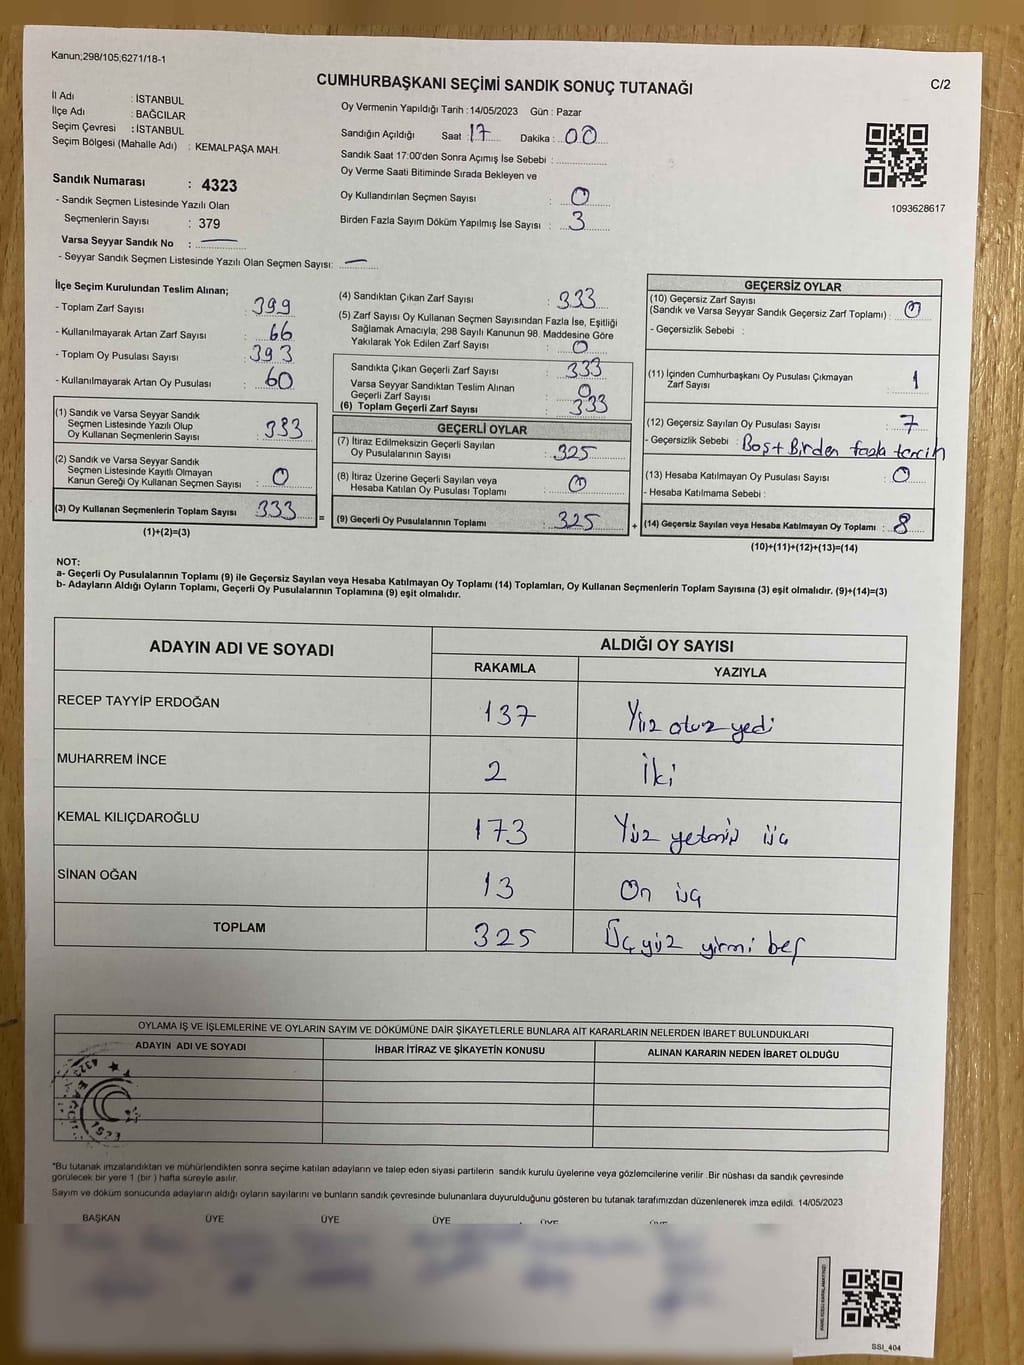 Kanun;298/105;6271/18-1
CUMHURBAŞKANI SEÇİMİ SANDIK SONUÇ TUTANAĞI
C/2
İl Adı : İSTANBUL
İlçe Adı : BAĞCILAR
Seçim Çevresi : İSTANBUL
Seçim Bölgesi (Mahalle Adı) : KEMALPAŞA MAH.
Sandık Numarası : 4323
- Sandık Seçmen Listesinde Yazılı Olan
Seçmenlerin Sayısı : 379
Varsa Seyyar Sandık No : —
- Seyyar Sandık Seçmen Listesinde Yazılı Olan Seçmen Sayısı: —
Oy Vermenin Yapıldığı Tarih : 14/05/2023 Gün : Pazar
Sandığın Açıldığı Saat : 17 Dakika : 00
Sandık Saat 17:00'den Sonra Açımış İse Sebebi :
Oy Verme Saati Bitiminde Sırada Bekleyen ve
Oy Kullandırılan Seçmen Sayısı : 0
Birden Fazla Sayım Döküm Yapılmış İse Sayısı : 3
1093628617
İlçe Seçim Kurulundan Teslim Alınan;
- Toplam Zarf Sayısı : 399
- Kullanılmayarak Artan Zarf Sayısı : 66
- Toplam Oy Pusulası Sayısı : 393
- Kullanılmayarak Artan Oy Pusulası : 60
(1) Sandık ve Varsa Seyyar Sandık
Seçmen Listesinde Yazılı Olup
Oy Kullanan Seçmenlerin Sayısı : 333
(2) Sandık ve Varsa Seyyar Sandık
Seçmen Listesinde Kayıtlı Olmayan
Kanun Gereği Oy Kullanan Seçmen Sayısı : 0
(3) Oy Kullanan Seçmenlerin Toplam Sayısı : 333
(1)+(2)=(3)
(4) Sandıktan Çıkan Zarf Sayısı : 333
(5) Zarf Sayısı Oy Kullanan Seçmen Sayısından Fazla İse, Eşitliği
Sağlamak Amacıyla; 298 Sayılı Kanunun 98. Maddesine Göre
Yakılarak Yok Edilen Zarf Sayısı : 0
Sandıkta Çıkan Geçerli Zarf Sayısı : 333
Varsa Seyyar Sandıktan Teslim Alınan
Geçerli Zarf Sayısı : 0
(6) Toplam Geçerli Zarf Sayısı : 333
GEÇERLİ OYLAR
(7) İtiraz Edilmeksizin Geçerli Sayılan
Oy Pusulalarının Sayısı : 325
(8) İtiraz Üzerine Geçerli Sayılan veya
Hesaba Katılan Oy Pusulası Toplamı : 0
= (9) Geçerli Oy Pusulalarının Toplamı : 325
GEÇERSİZ OYLAR
(10) Geçersiz Zarf Sayısı
(Sandık ve Varsa Seyyar Sandık Geçersiz Zarf Toplamı) : 0
- Geçersizlik Sebebi :
(11) İçinden Cumhurbaşkanı Oy Pusulası Çıkmayan
Zarf Sayısı : 1
(12) Geçersiz Sayılan Oy Pusulası Sayısı : 7
- Geçersizlik Sebebi : Boş + Birden fazla tercih
(13) Hesaba Katılmayan Oy Pusulası Sayısı : 0
- Hesaba Katılmama Sebebi :
+ (14) Geçersiz Sayılan veya Hesaba Katılmayan Oy Toplamı : 8
(10)+(11)+(12)+(13)=(14)
NOT:
a- Geçerli Oy Pusulalarının Toplamı (9) ile Geçersiz Sayılan veya Hesaba Katılmayan Oy Toplamı (14) Toplamları, Oy Kullanan Seçmenlerin Toplam Sayısına (3) eşit olmalıdır. (9)+(14)=(3)
b- Adayların Aldığı Oyların Toplamı, Geçerli Oy Pusulalarının Toplamına (9) eşit olmalıdır.
ADAYIN ADI VE SOYADI
ALDIĞI OY SAYISI
RAKAMLA YAZIYLA
RECEP TAYYİP ERDOĞAN 137 Yüz otuz yedi
MUHARREM İNCE 2 İki
KEMAL KILIÇDAROĞLU 173 Yüz yetmiş üç
SİNAN OĞAN 13 On üç
TOPLAM 325 Üçyüz yirmi beş
OYLAMA İŞ VE İŞLEMLERİNE VE OYLARIN SAYIM VE DÖKÜMÜNE DAİR ŞİKAYETLERLE BUNLARA AİT KARARLARIN NELERDEN İBARET BULUNDUKLARI
ADAYIN ADI VE SOYADI İHBAR İTİRAZ VE ŞİKAYETİN KONUSU ALINAN KARARIN NEDEN İBARET OLDUĞU
4323
*Bu tutanak imzalandıktan ve mühürlendikten sonra seçime katılan adayların ve talep eden siyasi partilerin sandık kurulu üyelerine veya gözlemcilerine verilir .Bir nüshası da sandık çevresinde
görülecek bir yere 1 (bir ) hafta süreyle asılır.
Sayım ve döküm sonucunda adayların aldığı oyların sayılarını ve bunların sandık çevresinde bulunanlara duyurulduğunu gösteren bu tutanak tarafımızdan düzenlenerek imza edildi. 14/05/2023
BAŞKAN ÜYE ÜYE ÜYE ÜYE ÜYE
SSI_404